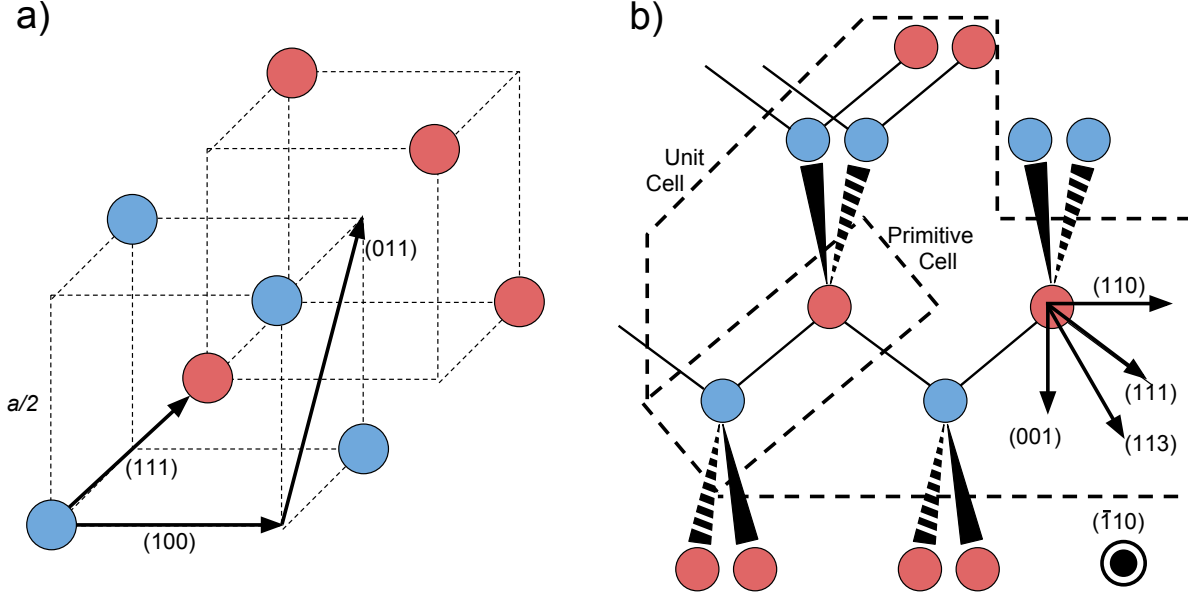 a)
(011)
a/2
(111)
(100)
b)
Unit
Cell
Primitive
Cell
(110)
(111)
(001)
(113)
(1̄10)